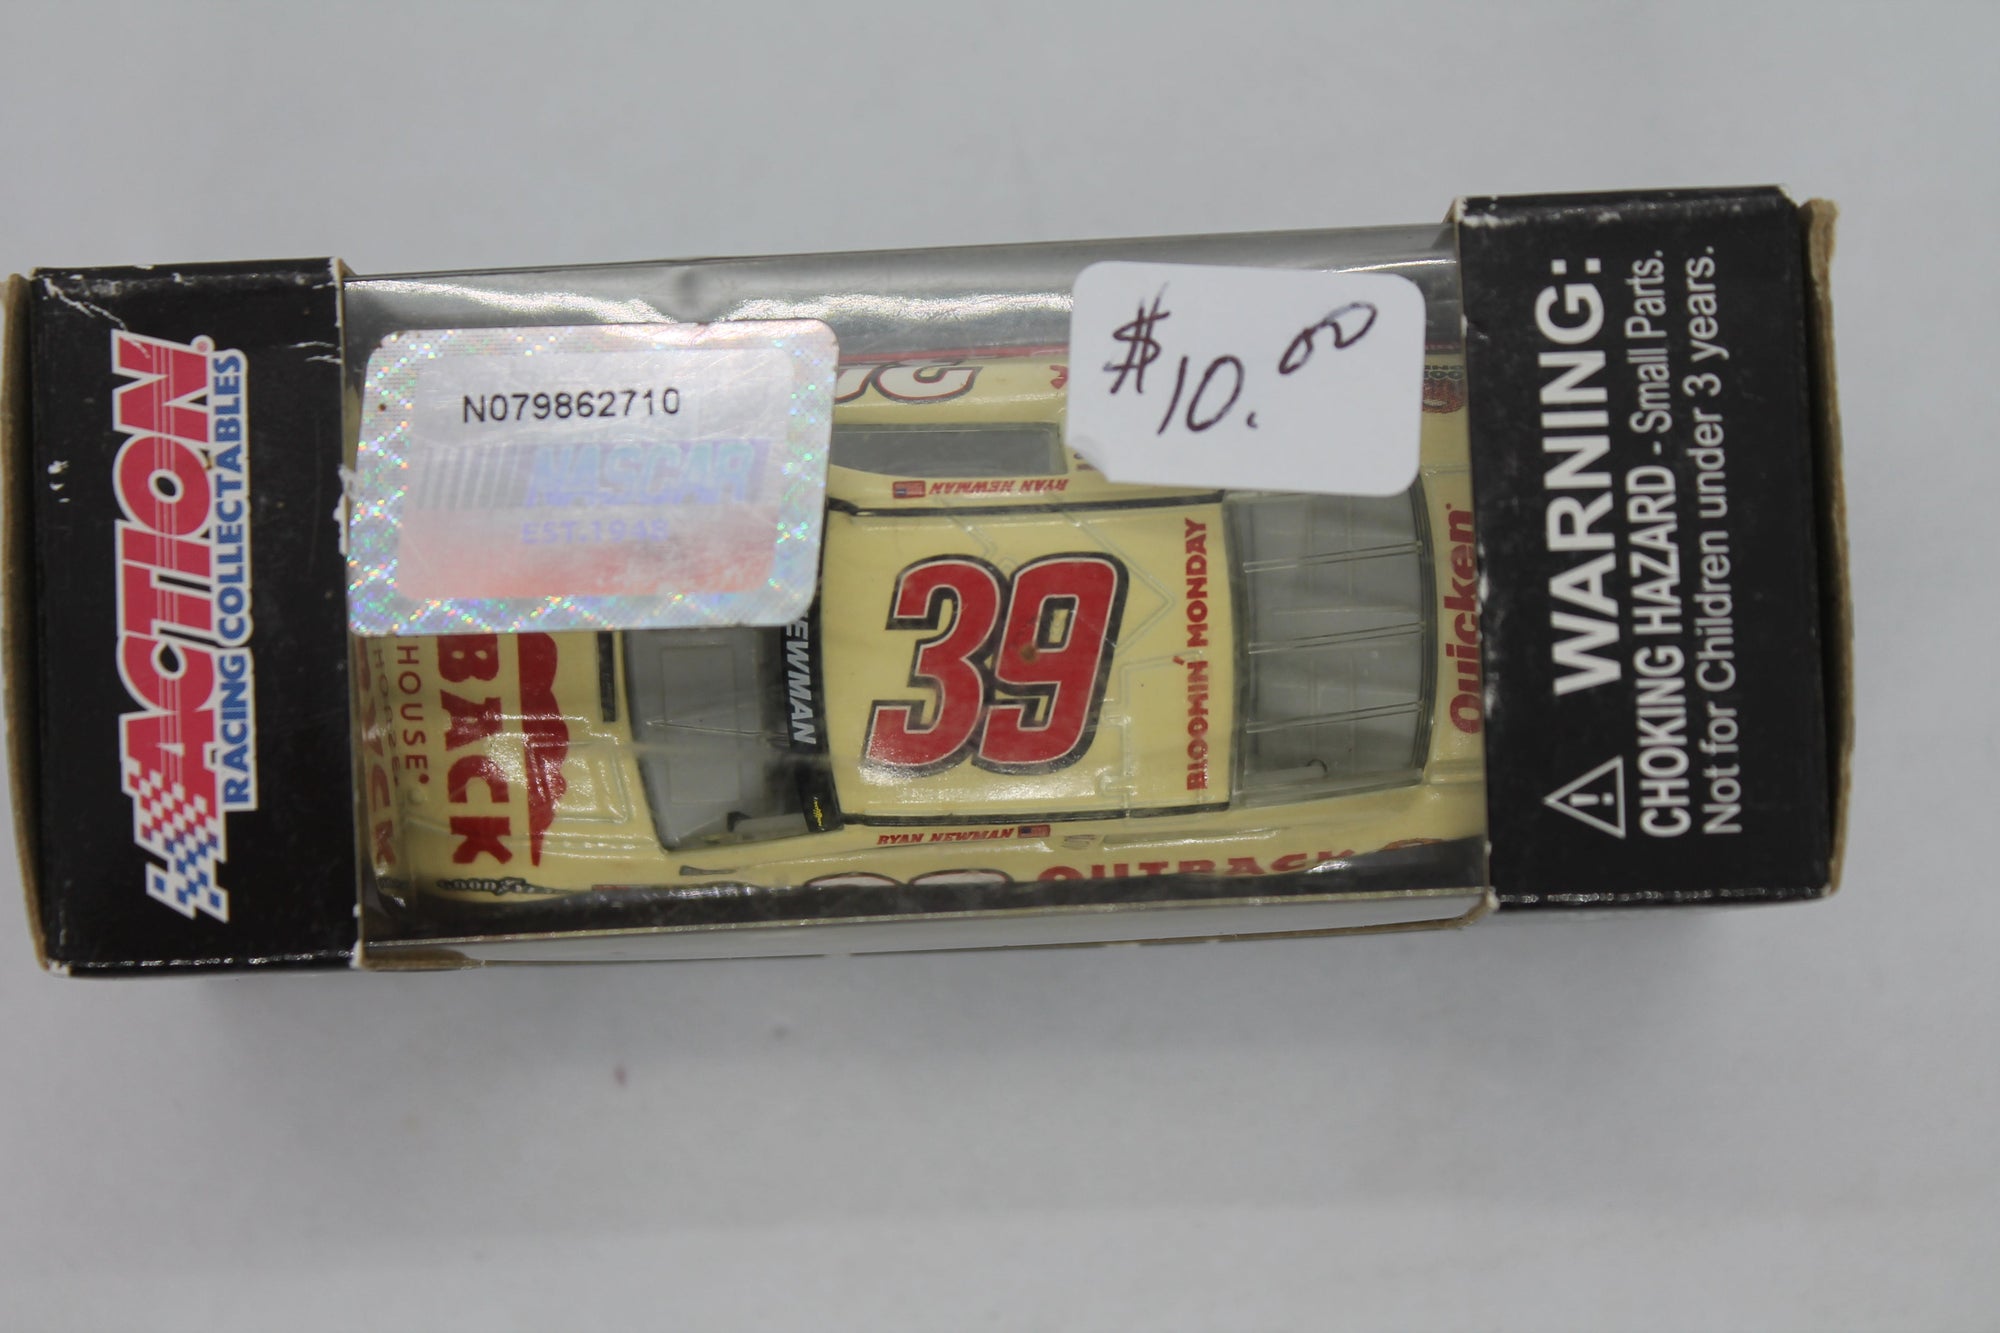 ACTION
RACING COLLECTABLES
N079862710
NASCAR
EST. 1948
$10.00
RYAN NEWMAN
39
BLOOMIN' MONDAY
Quicken
NEWMAN
BACK
HOUSE
RYAN NEWMAN
OUTBACK
GOODYEAR
WARNING:
CHOKING HAZARD - Small Parts.
Not for Children under 3 years.